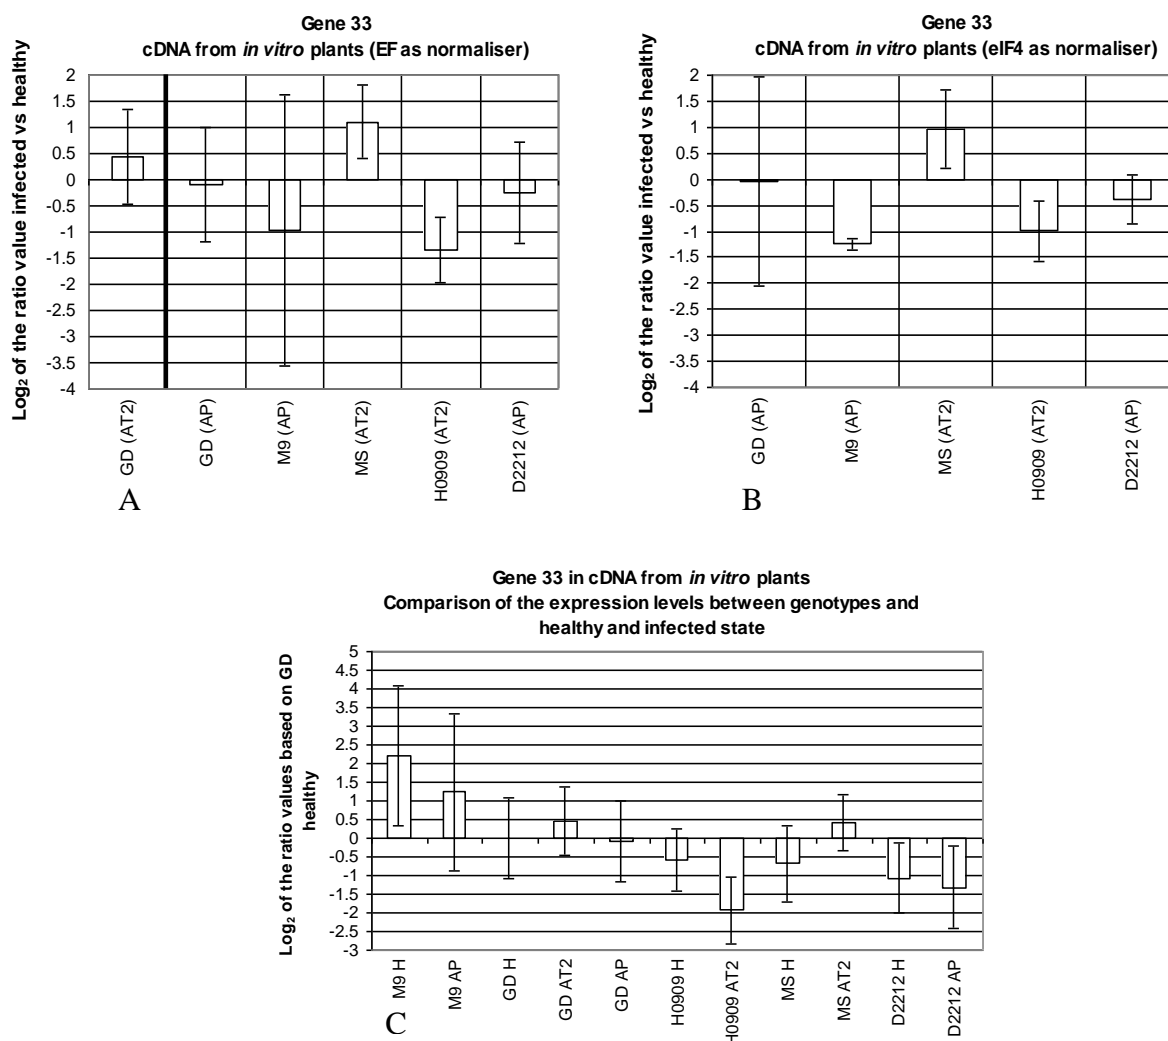 Gene 33
cDNA from in vitro plants (EF as normaliser)
Log₂ of the ratio value infected vs healthy
2
1.5
1
0.5
0
-0.5
-1
-1.5
-2
-2.5
-3
-3.5
-4
GD (AT2)
GD (AP)
M9 (AP)
MS (AT2)
H0909 (AT2)
D2212 (AP)
A
Gene 33
cDNA from in vitro plants (eIF4 as normaliser)
Log₂ of the ratio value infected vs healthy
2
1.5
1
0.5
0
-0.5
-1
-1.5
-2
-2.5
-3
-3.5
-4
GD (AP)
M9 (AP)
MS (AT2)
H0909 (AT2)
D2212 (AP)
B
Gene 33 in cDNA from in vitro plants
Comparison of the expression levels between genotypes and
healthy and infected state
Log₂ of the ratio values based on GD
healthy
5
4.5
4
3.5
3
2.5
2
1.5
1
0.5
0
-0.5
-1
-1.5
-2
-2.5
-3
M9 H
M9 AP
GD H
GD AT2
GD AP
H0909 H
H0909 AT2
MS H
MS AT2
D2212 H
D2212 AP
C